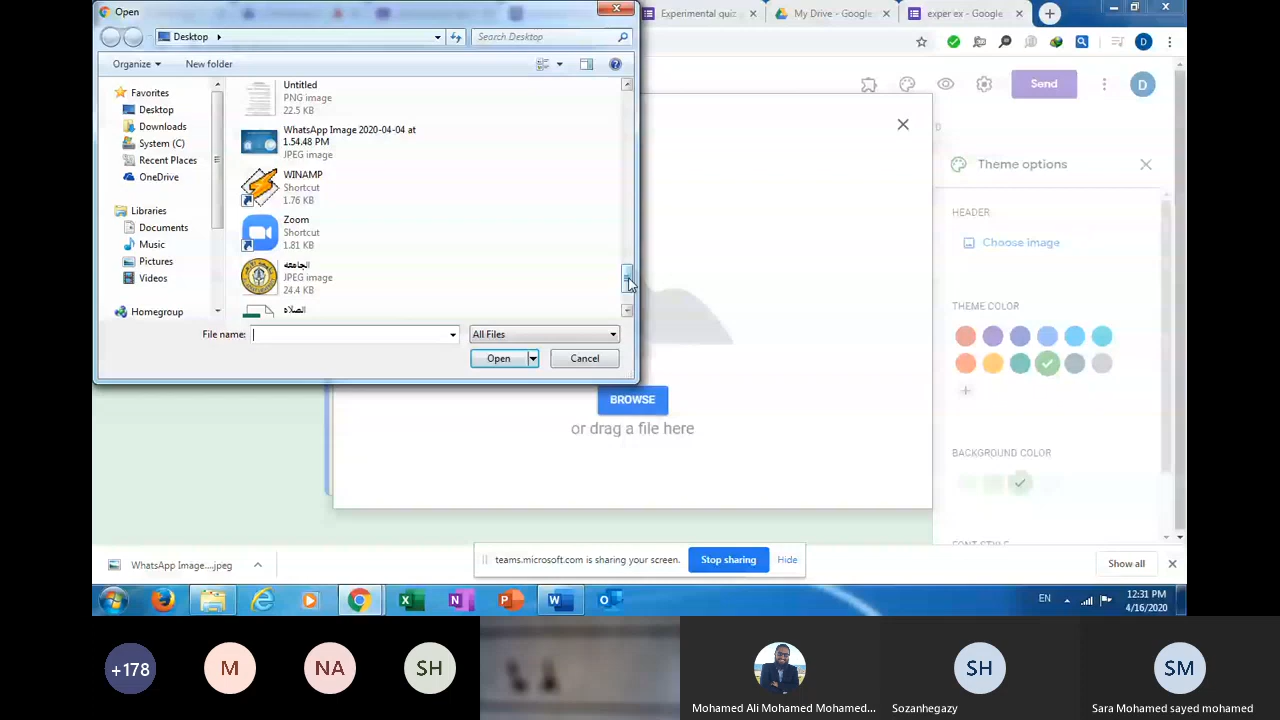 Open
Experimental quiz
My Drive - Google
exper ex - Google
Desktop
Search Desktop
Organize
New folder
Send
D
D
Favorites
Desktop
Downloads
System (C)
Recent Places
OneDrive
Libraries
Documents
Music
Pictures
Videos
Homegroup
Untitled
PNG image
22.5 KB
WhatsApp Image 2020-04-04 at
1.54.48 PM
JPEG image
WINAMP
Shortcut
1.76 KB
Zoom
Shortcut
1.81 KB
الجامعه
JPEG image
24.4 KB
الصلاه
File name:
All Files
Open
Cancel
Theme options
HEADER
Choose image
THEME COLOR
BACKGROUND COLOR
FONT STYLE
BROWSE
or drag a file here
WhatsApp Image....jpeg
teams.microsoft.com is sharing your screen.
Stop sharing
Hide
Show all
EN
12:31 PM
4/16/2020
+178
M
NA
SH
Mohamed Ali Mohamed Mohamed...
SH
Sozanhegazy
SM
Sara Mohamed sayed mohamed